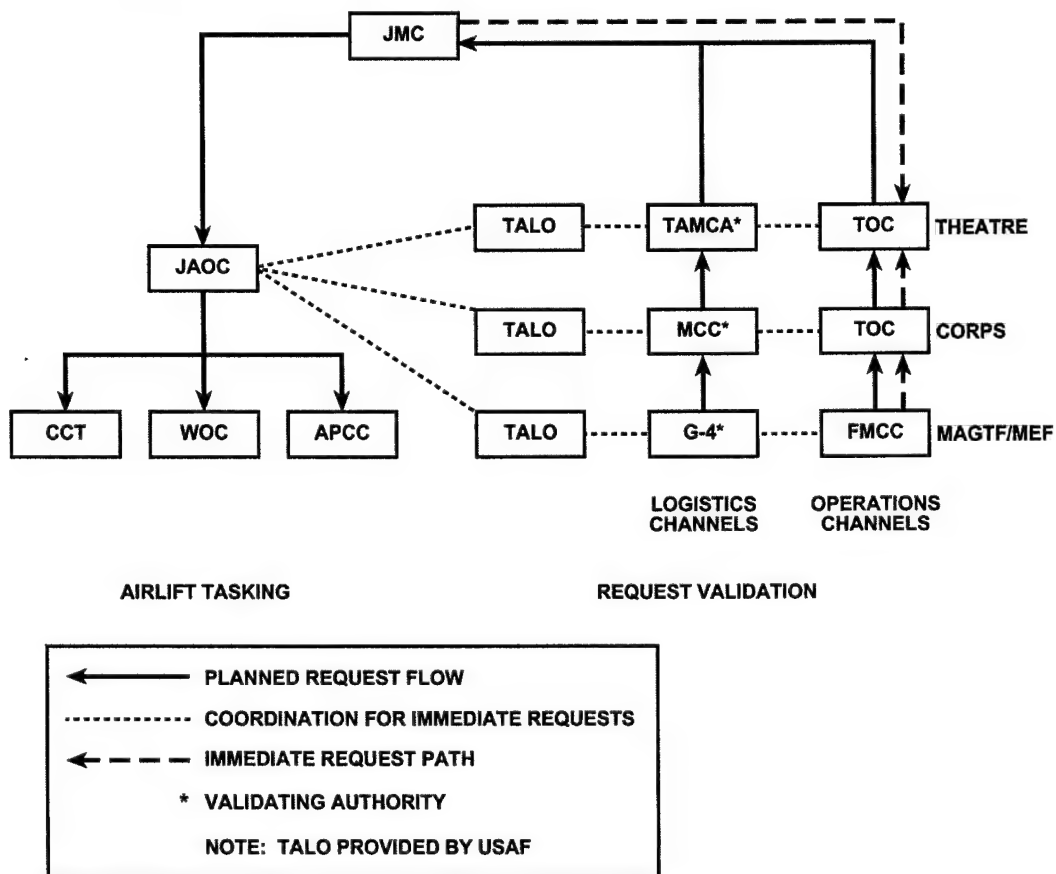 JMC
TALO TAMCA* TOC THEATRE
JAOC
TALO MCC* TOC CORPS
CCT WOC APCC TALO G-4* FMCC MAGTF/MEF
LOGISTICS CHANNELS
OPERATIONS CHANNELS
AIRLIFT TASKING REQUEST VALIDATION
PLANNED REQUEST FLOW
COORDINATION FOR IMMEDIATE REQUESTS
IMMEDIATE REQUEST PATH
* VALIDATING AUTHORITY
NOTE: TALO PROVIDED BY USAF